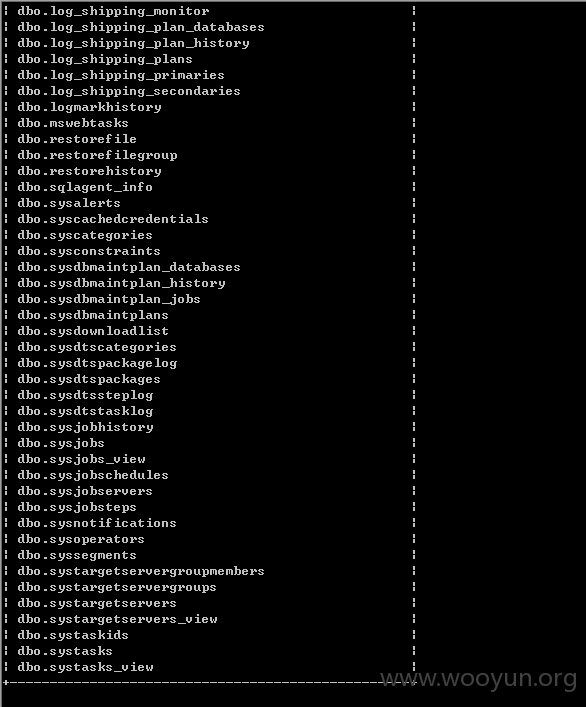 ¦ dbo.log_shipping_monitor ¦
¦ dbo.log_shipping_plan_databases ¦
¦ dbo.log_shipping_plan_history ¦
¦ dbo.log_shipping_plans ¦
¦ dbo.log_shipping_primaries ¦
¦ dbo.log_shipping_secondaries ¦
¦ dbo.logmarkhistory ¦
¦ dbo.mswebtasks ¦
¦ dbo.restorefile ¦
¦ dbo.restorefilegroup ¦
¦ dbo.restorehistory ¦
¦ dbo.sqlagent_info ¦
¦ dbo.sysalerts ¦
¦ dbo.syscachedcredentials ¦
¦ dbo.syscategories ¦
¦ dbo.sysconstraints ¦
¦ dbo.sysdbmaintplan_databases ¦
¦ dbo.sysdbmaintplan_history ¦
¦ dbo.sysdbmaintplan_jobs ¦
¦ dbo.sysdbmaintplans ¦
¦ dbo.sysdownloadlist ¦
¦ dbo.sysdtscategories ¦
¦ dbo.sysdtspackagelog ¦
¦ dbo.sysdtspackages ¦
¦ dbo.sysdtssteplog ¦
¦ dbo.sysdtstasklog ¦
¦ dbo.sysjobhistory ¦
¦ dbo.sysjobs ¦
¦ dbo.sysjobs_view ¦
¦ dbo.sysjobschedules ¦
¦ dbo.sysjobservers ¦
¦ dbo.sysjobsteps ¦
¦ dbo.sysnotifications ¦
¦ dbo.sysoperators ¦
¦ dbo.syssegments ¦
¦ dbo.systargetservergroupmembers ¦
¦ dbo.systargetservergroups ¦
¦ dbo.systargetservers ¦
¦ dbo.systargetservers_view ¦
¦ dbo.systaskids ¦
¦ dbo.systasks ¦
¦ dbo.systasks_view ¦
+--------------------------------------------------+
www.wooyun.org